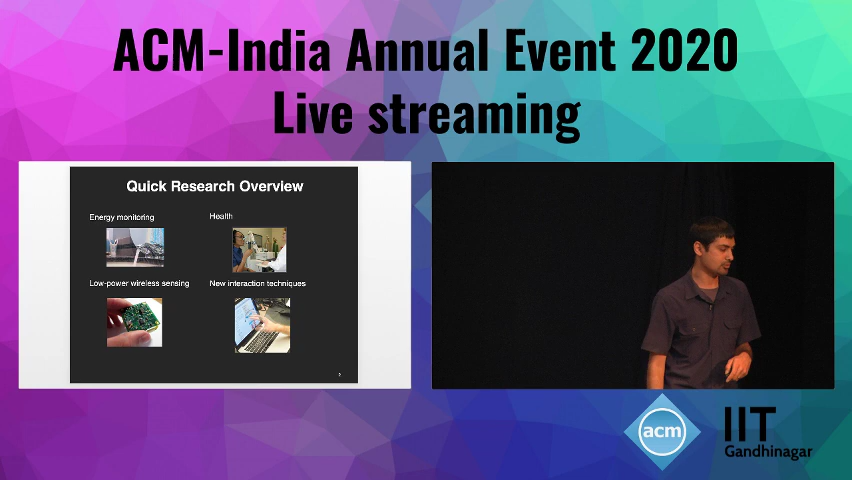 ACM-India Annual Event 2020
Live streaming
Quick Research Overview
Energy monitoring
Health
Low-power wireless sensing
New interaction techniques
acm
IIT
Gandhinagar